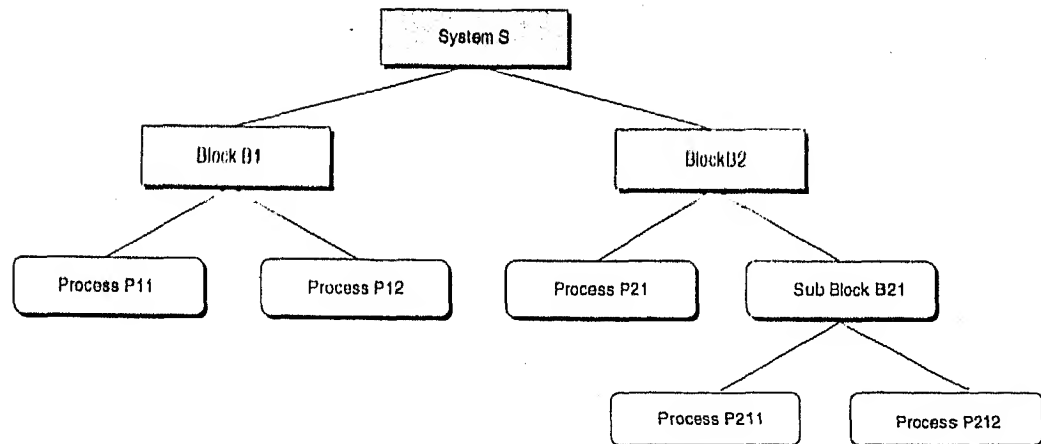 System S
Block B1
BlockB2
Process P11
Process P12
Process P21
Sub Block B21
Process P211
Process P212